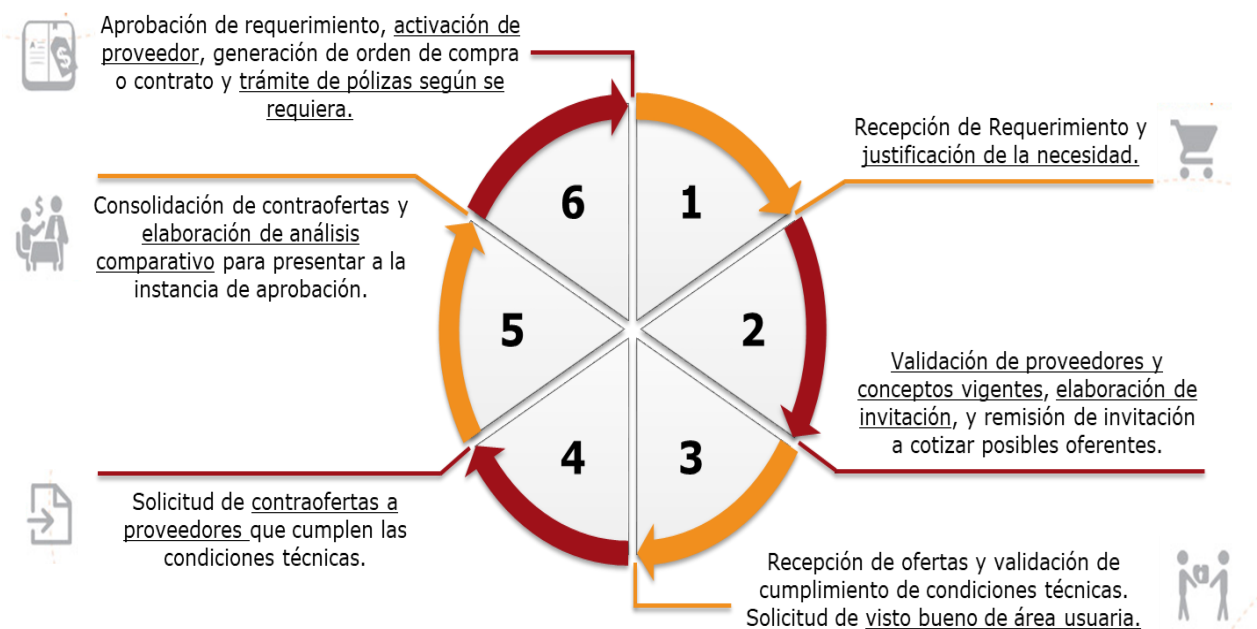 Aprobación de requerimiento, activación de
proveedor, generación de orden de compra
o contrato y trámite de pólizas según se
requiera.
Recepción de Requerimiento y
justificación de la necesidad.
6
1
Consolidación de contraofertas y
elaboración de análisis
comparativo para presentar a la
instancia de aprobación.
5
2
Validación de proveedores y
conceptos vigentes, elaboración de
invitación, y remisión de invitación
a cotizar posibles oferentes.
4
3
Solicitud de contraofertas a
proveedores que cumplen las
condiciones técnicas.
Recepción de ofertas y validación de
cumplimiento de condiciones técnicas.
Solicitud de visto bueno de área usuaria.